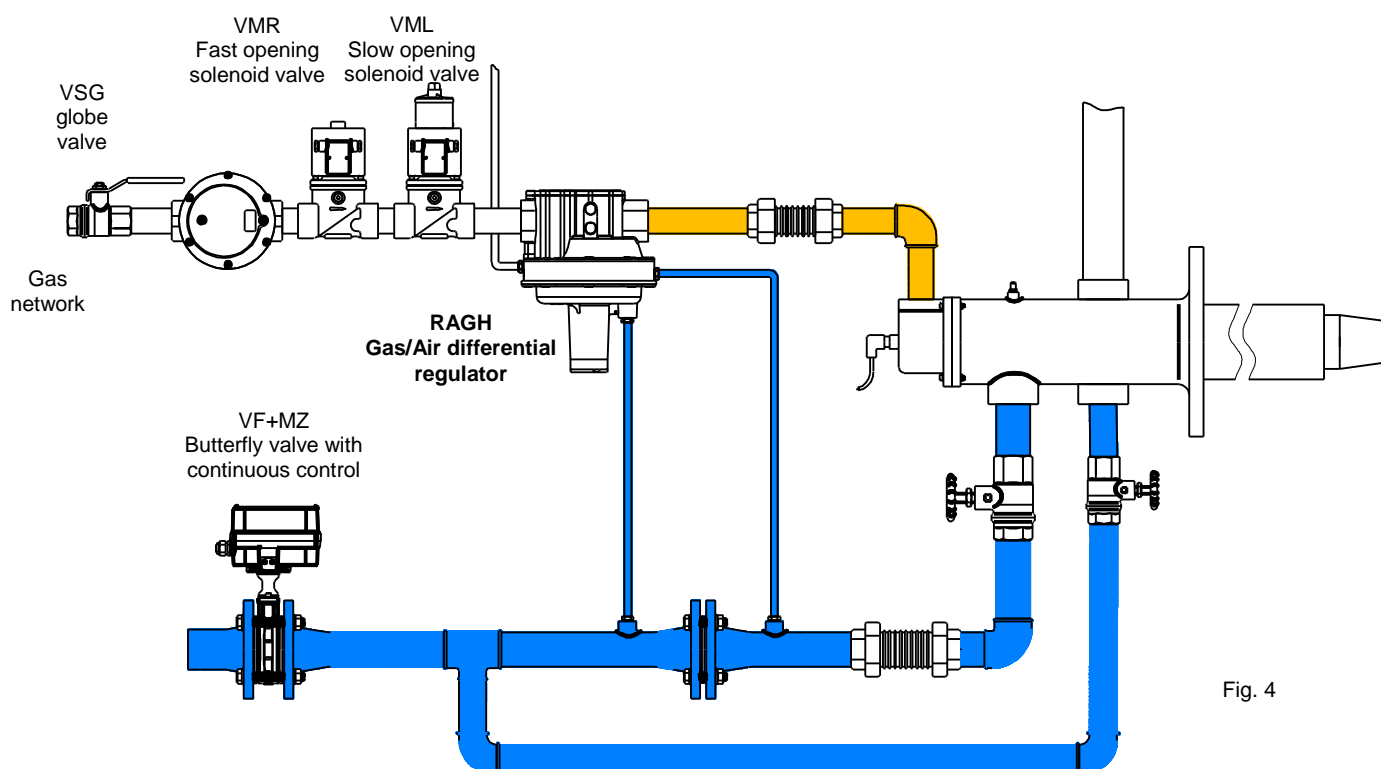 VMR
Fast opening
solenoid valve
VML
Slow opening
solenoid valve
VSG
globe
valve
Gas
network
RAGH
Gas/Air differential
regulator
VF+MZ
Butterfly valve with
continuous control
Fig. 4